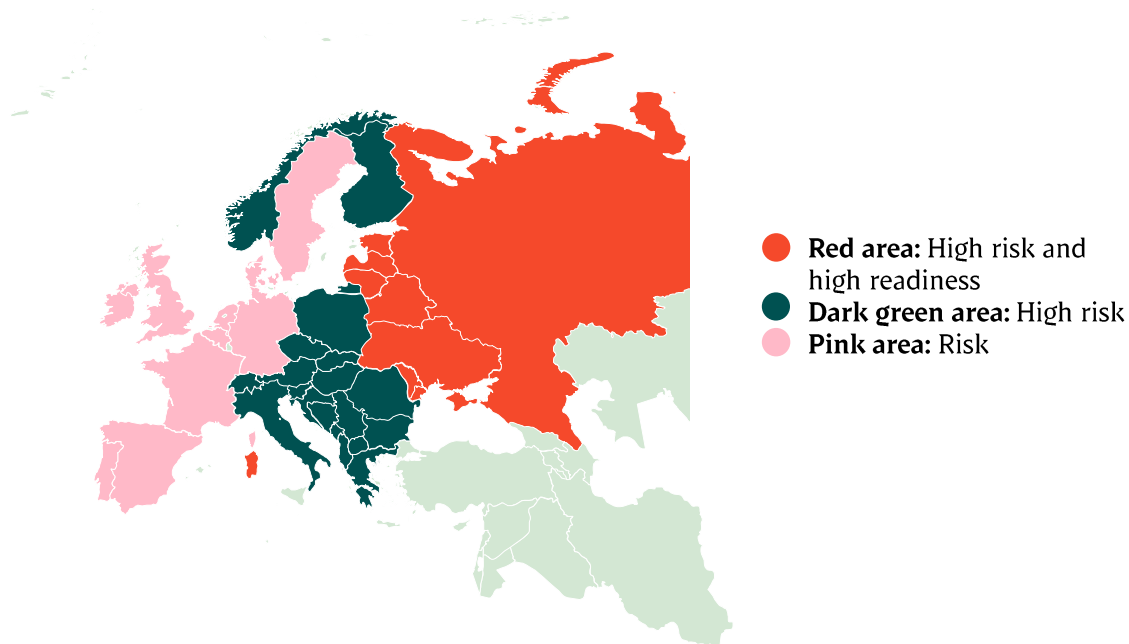 Red area: High risk and
high readiness
Dark green area: High risk
Pink area: Risk